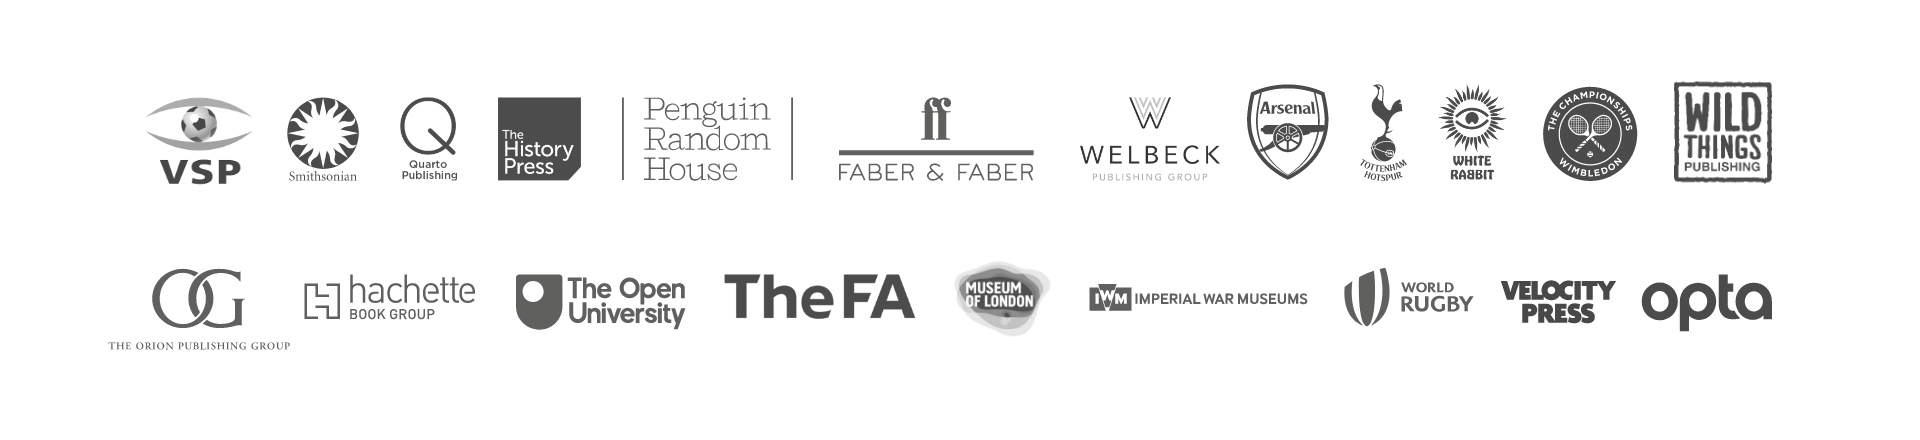 VSP
Smithsonian
Q
Quarto
Publishing
The
History
Press
Penguin
Random
House
ff
FABER & FABER
W
WELBECK
PUBLISHING GROUP
Arsenal
TOTTENHAM
HOTSPUR
WHITE
RABBIT
THE CHAMPIONSHIPS
WIMBLEDON
WILD
THINGS
PUBLISHING
OG
THE ORION PUBLISHING GROUP
H
hachette
BOOK GROUP
The Open
University
The FA
MUSEUM
OF LONDON
IWM IMPERIAL WAR MUSEUMS
WORLD
RUGBY
VELOCITY
PRESS
opta